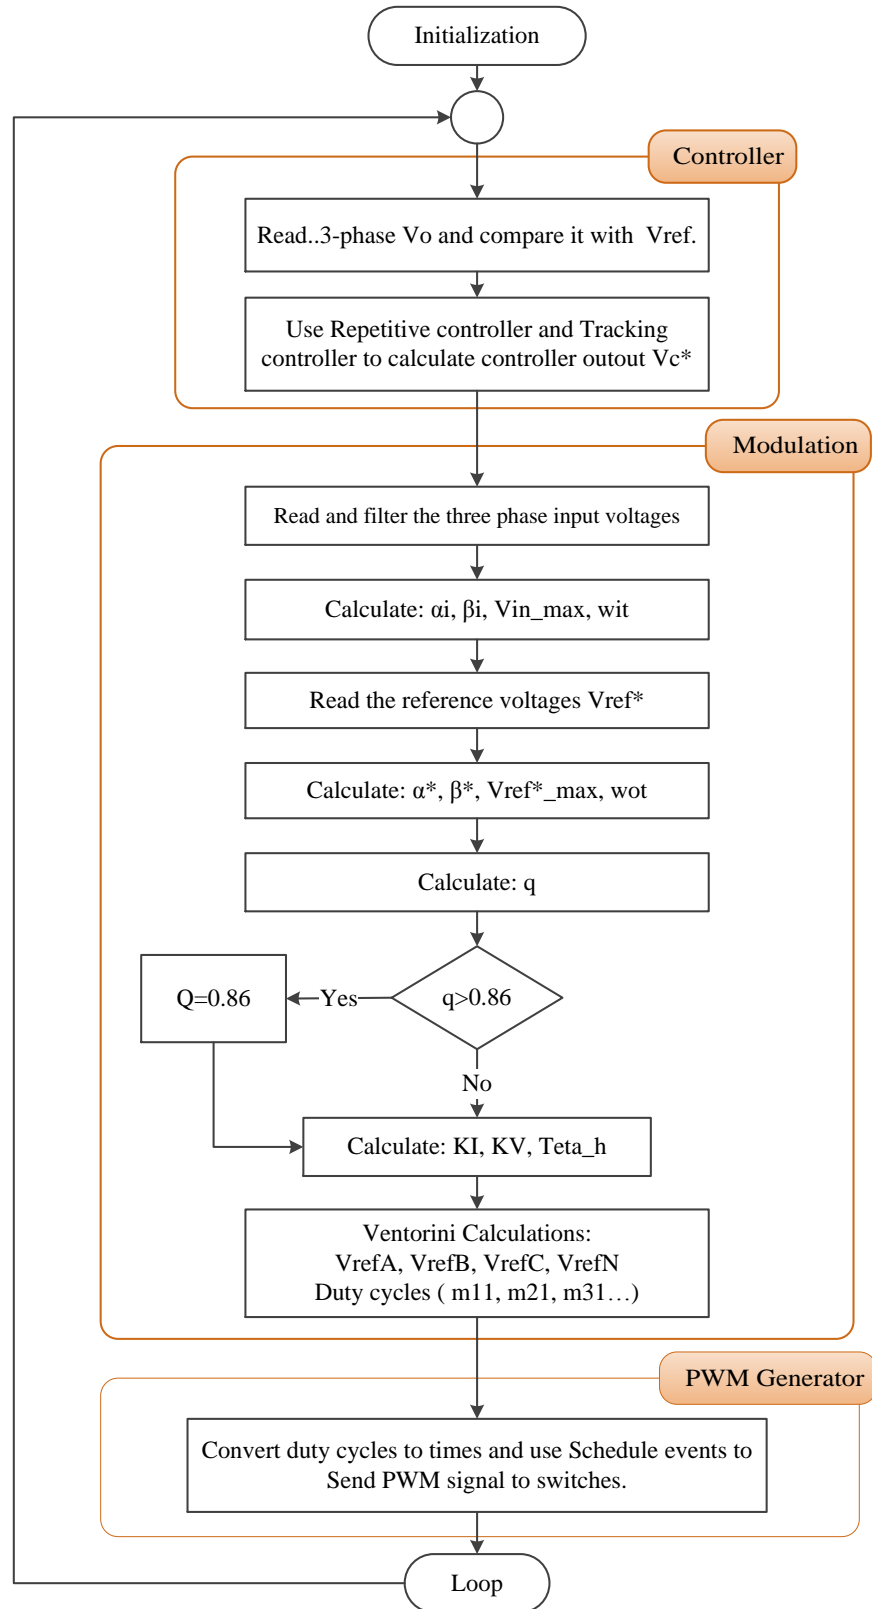 Initialization
Controller
Read..3-phase Vo and compare it with Vref.
Use Repetitive controller and Tracking
controller to calculate controller outout Vc*
Modulation
Read and filter the three phase input voltages
Calculate: αi, βi, Vin_max, wit
Read the reference voltages Vref*
Calculate: α*, β*, Vref*_max, wot
Calculate: q
Q=0.86
Yes
q>0.86
No
Calculate: KI, KV, Teta_h
Ventorini Calculations:
VrefA, VrefB, VrefC, VrefN
Duty cycles ( m11, m21, m31…)
PWM Generator
Convert duty cycles to times and use Schedule events to
Send PWM signal to switches.
Loop